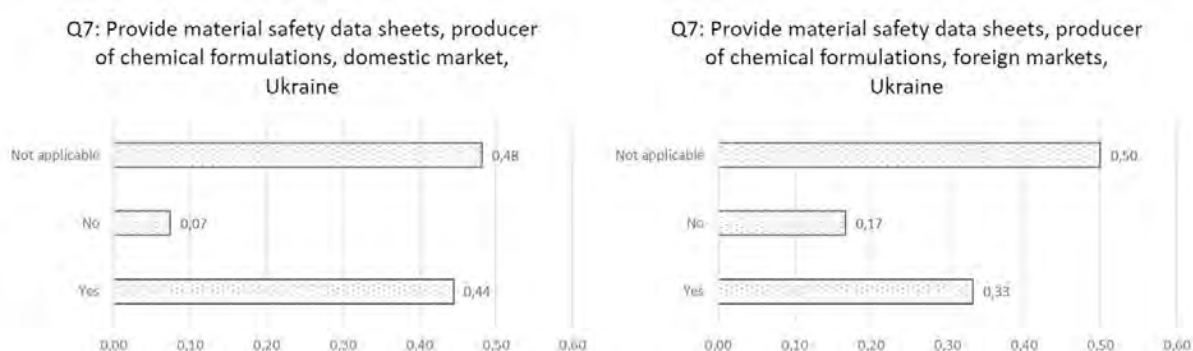 Q7: Provide material safety data sheets, producer
of chemical formulations, domestic market,
Ukraine
Not applicable
0,48
No
0,07
Yes
0,44
0,00 0,10 0,20 0,30 0,40 0,50 0,60
Q7: Provide material safety data sheets, producer
of chemical formulations, foreign markets,
Ukraine
Not applicable
0,50
No
0,17
Yes
0,33
0,00 0,10 0,20 0,30 0,40 0,50 0,60